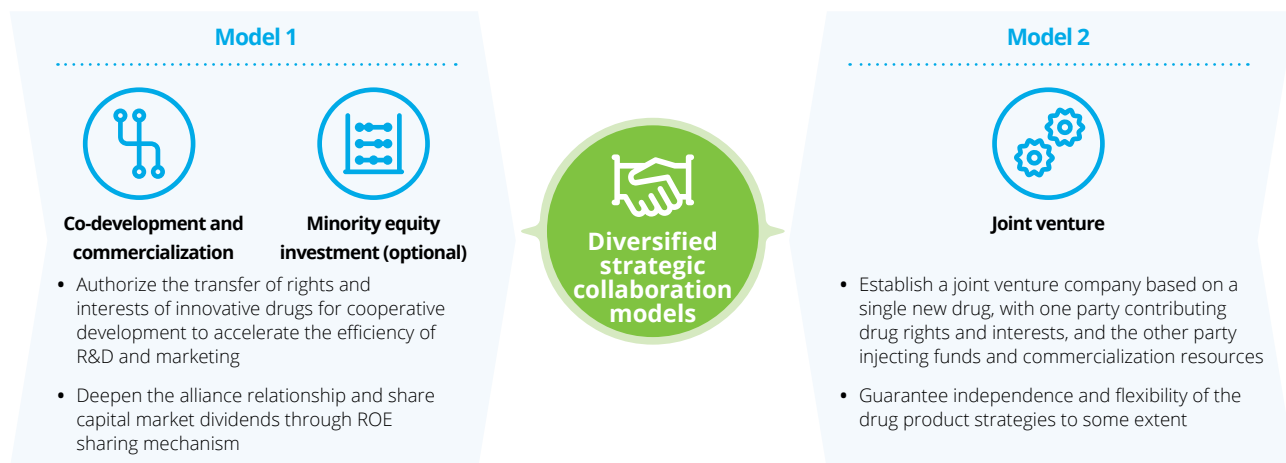 Model 1
Co-development and
commercialization
Minority equity
investment (optional)
• Authorize the transfer of rights and
interests of innovative drugs for cooperative
development to accelerate the efficiency of
R&D and marketing
• Deepen the alliance relationship and share
capital market dividends through ROE
sharing mechanism
Diversified
strategic
collaboration
models
Model 2
Joint venture
• Establish a joint venture company based on a
single new drug, with one party contributing
drug rights and interests, and the other party
injecting funds and commercialization resources
• Guarantee independence and flexibility of the
drug product strategies to some extent